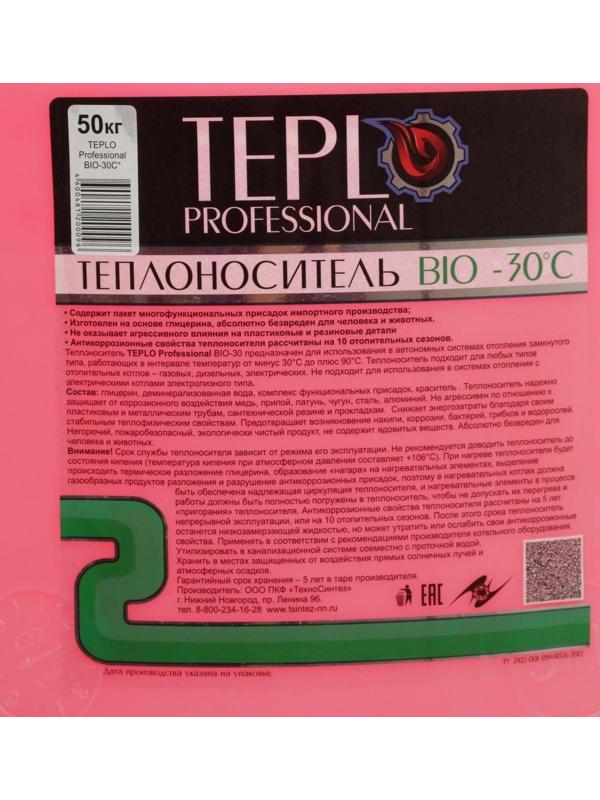 50кг
TEPLO
Professional
BIO-30C°
4600481200096
TEPLO
PROFESSIONAL
ТЕПЛОНОСИТЕЛЬ BIO -30°C
• Содержит пакет многофункциональных присадок импортного производства;
• Изготовлен на основе глицерина, абсолютно безвреден для человека и животных.
• Не оказывает агрессивного влияния на пластиковые и резиновые детали
• Антикоррозионные свойства теплоносителя рассчитаны на 10 отопительных сезонов.
Теплоноситель TEPLO Professional BIO-30 предназначен для использования в автономных системах отопления замкнутого
типа, работающих в интервале температур от минус 30°С до плюс 90°С. Теплоноситель подходит для любых типов
отопительных котлов – газовых, дизельных, электрических. Не подходит для использования в системах отопления с
электрическими котлами электролизного типа.
Состав: глицерин, деминерализованная вода, комплекс функциональных присадок, краситель . Теплоноситель надежно
защищает от коррозионного воздействия медь, припой, латунь, чугун, сталь, алюминий. Не агрессивен по отношению к
пластиковым и металлическим трубам, сантехнической резине и прокладкам. Снижает энергозатраты благодаря своим
стабильным теплофизическим свойствам. Предотвращает возникновение накипи, коррозии, бактерий, грибков и водорослей.
Негорючий, пожаробезопасный, экологически чистый продукт, не содержит ядовитых веществ. Абсолютно безвреден для
человека и животных.
Внимание! Срок службы теплоносителя зависит от режима его эксплуатации. Не рекомендуется доводить теплоноситель до
состояния кипения (температура кипения при атмосферном давлении составляет +106°С). При нагреве теплоносителя будет
происходить термическое разложение глицерина, образование «нагара» на нагревательных элементах, выделение
газообразных продуктов разложения и разрушение антикоррозионных присадок, поэтому в нагревательных котлах должна
быть обеспечена надлежащая циркуляция теплоносителя, и нагревательные элементы в процессе
работы должны быть полностью погружены в теплоноситель, чтобы не допускать их перегрева и
«пригорания» теплоносителя. Антикоррозионные свойства теплоносителя рассчитаны на 5 лет
непрерывной эксплуатации, или на 10 отопительных сезонов. После этого срока теплоноситель
останется низкозамерзающей жидкостью, но может утратить или ослабить свои антикоррозионные
свойства. Применять в соответствии с рекомендациями производителя котельного оборудования.
Утилизировать в канализационной системе совместно с проточной водой.
Хранить в местах защищенных от воздействия прямых солнечных лучей и
атмосферных осадков.
Гарантийный срок хранения – 5 лет в таре производителя.
Производитель: ООО ПКФ «ТехноСинтез»
г. Нижний Новгород, пр. Ленина 96.
тел. 8-800-234-16-28 www.tsintez-nn.ru
EAC
Дата производства указана на упаковке.